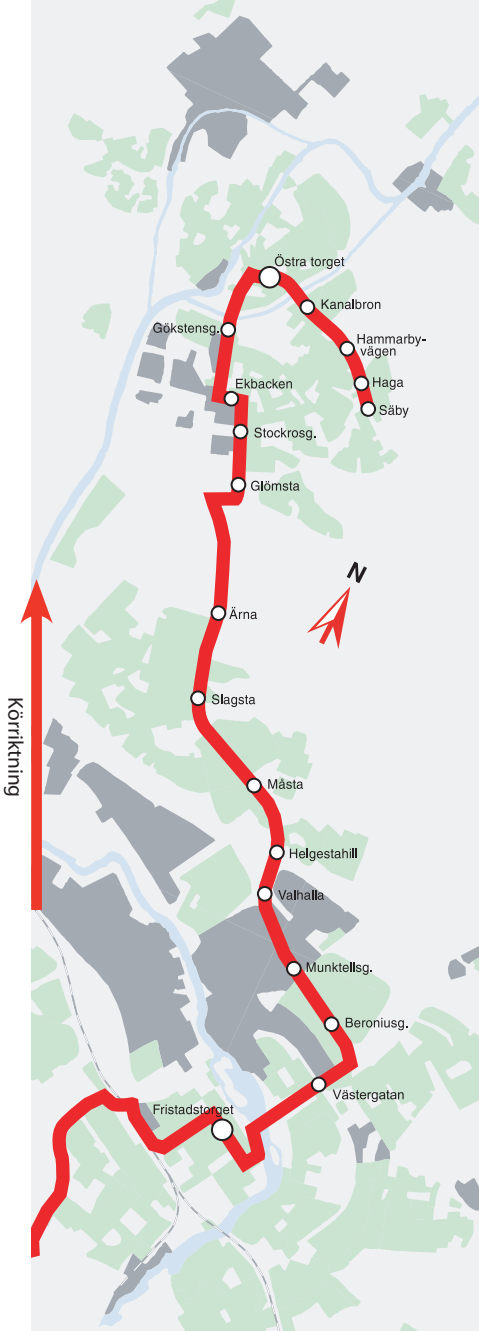 Östra torget
Kanalbron
Gökstensg.
Hammarby-
vägen
Haga
Ekbacken
Säby
Stockrosg.
Glömsta
N
Ärna
Slagsta
Körriktning
Måsta
Helgestahill
Valhalla
Munktellsg.
Beroniusg.
Västergatan
Fristadstorget